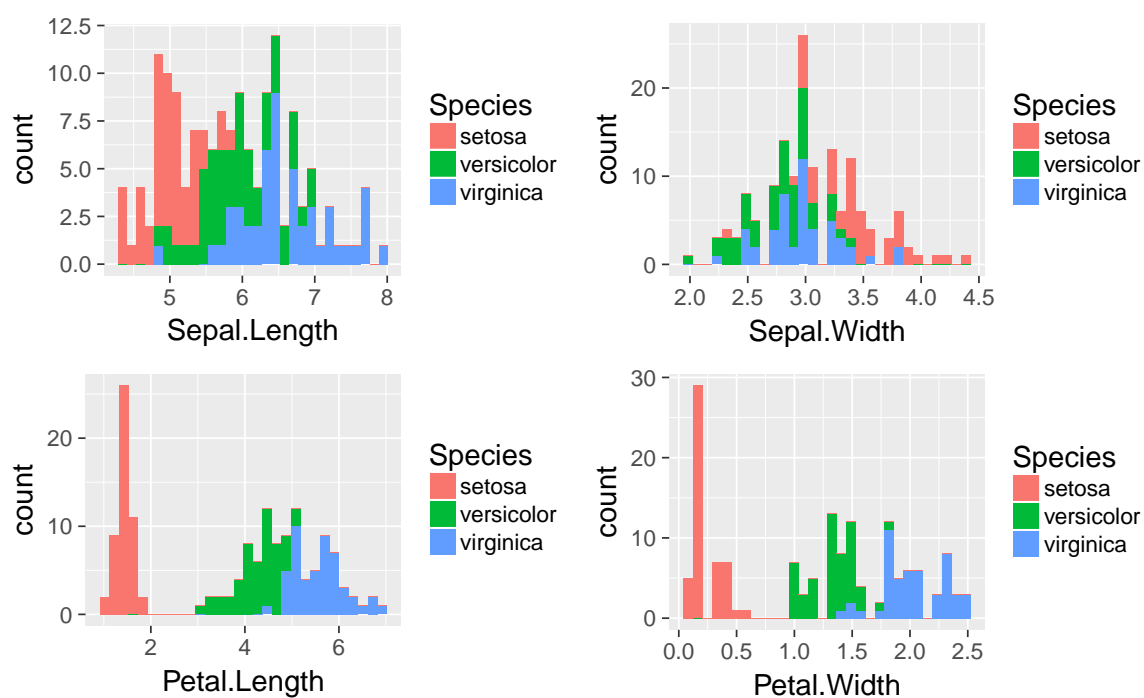 12.5
10.0
7.5
5.0
2.5
0.0
count
5 6 7 8
Sepal.Length
Species
setosa
versicolor
virginica
20
10
0
count
2.0 2.5 3.0 3.5 4.0 4.5
Sepal.Width
Species
setosa
versicolor
virginica
20
10
0
count
2 4 6
Petal.Length
Species
setosa
versicolor
virginica
30
20
10
0
count
0.0 0.5 1.0 1.5 2.0 2.5
Petal.Width
Species
setosa
versicolor
virginica